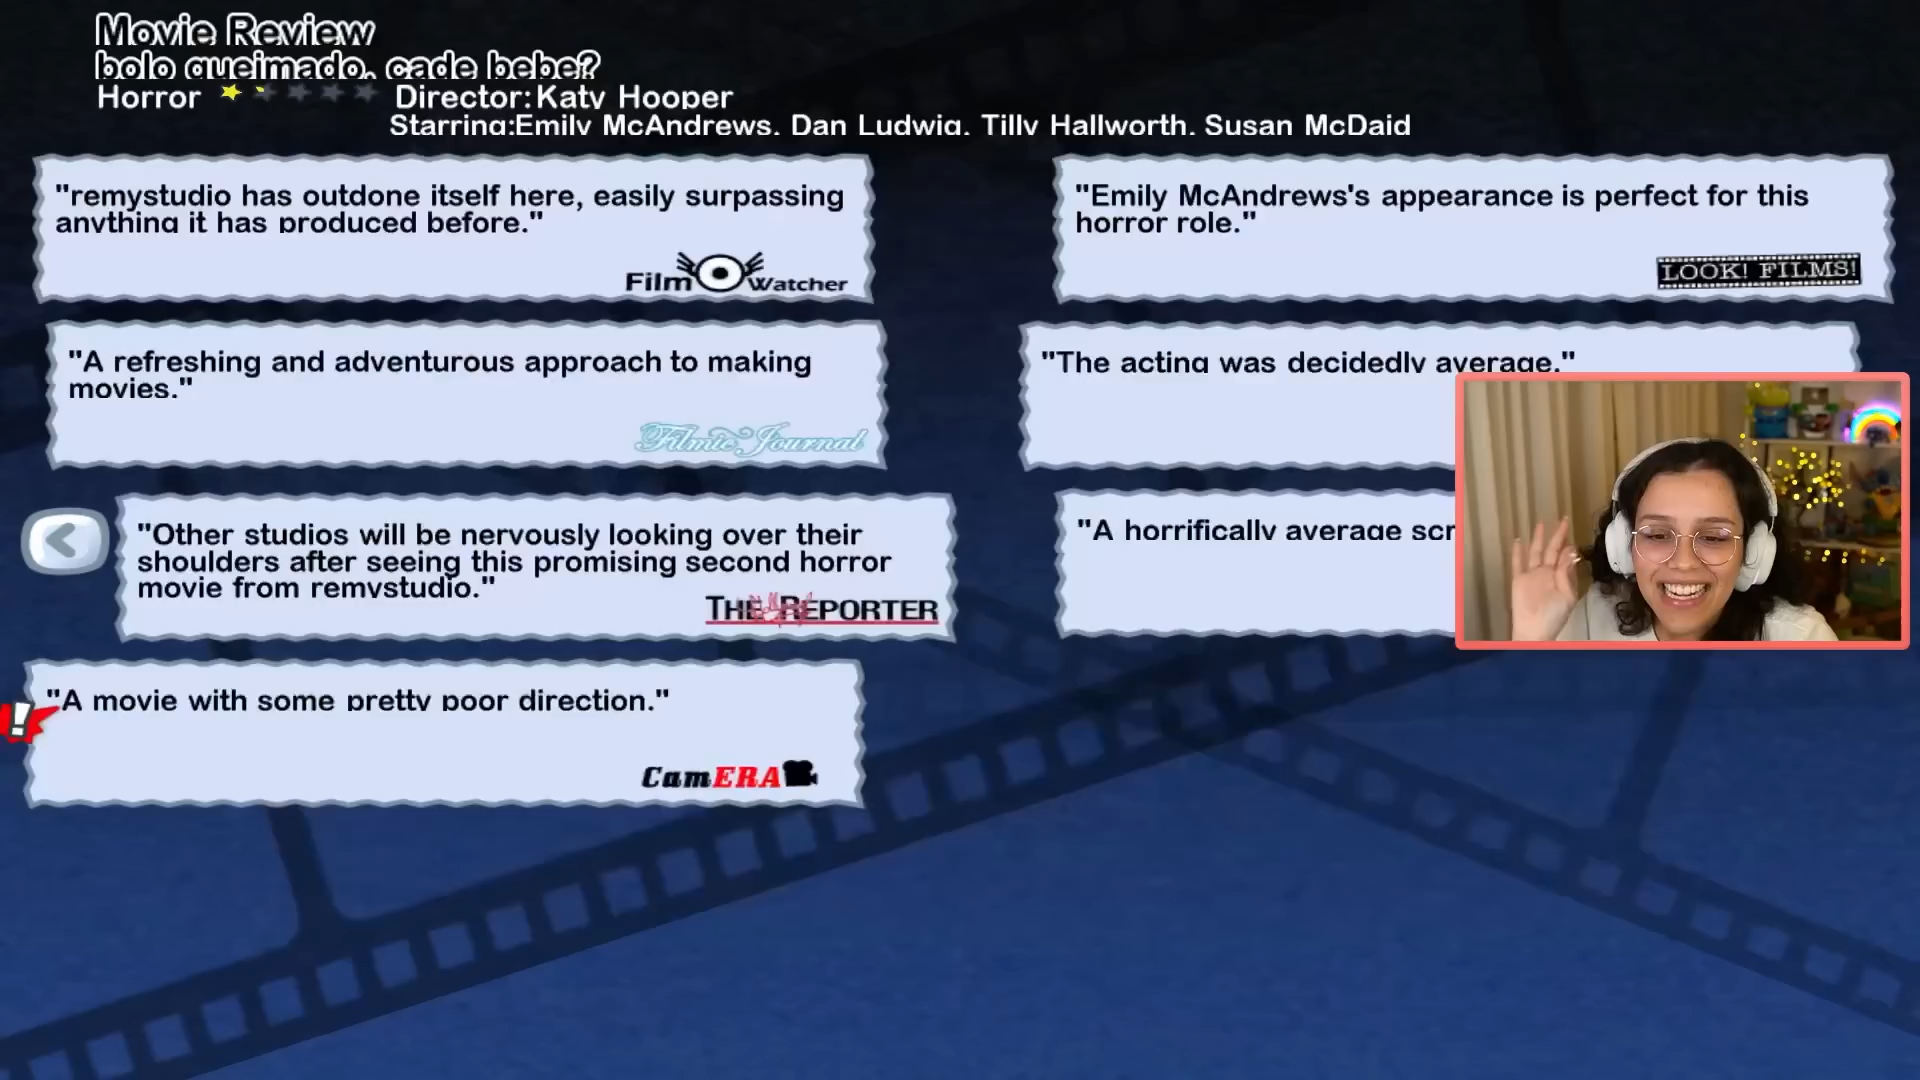 Movie Review
bolo queimado, cade bebe?
Horror Director: Katy Hooper
Starring: Emily McAndrews, Dan Ludwig, Tilly Hallworth, Susan McDaid
"remystudio has outdone itself here, easily surpassing
anything it has produced before."
Film Watcher
"Emily McAndrews's appearance is perfect for this
horror role."
LOOK! FILMS!
"A refreshing and adventurous approach to making
movies."
Filmic Journal
"The acting was decidedly average."
"Other studios will be nervously looking over their
shoulders after seeing this promising second horror
movie from remystudio."
THE REPORTER
"A horrifically average
"A movie with some pretty poor direction."
CamERA